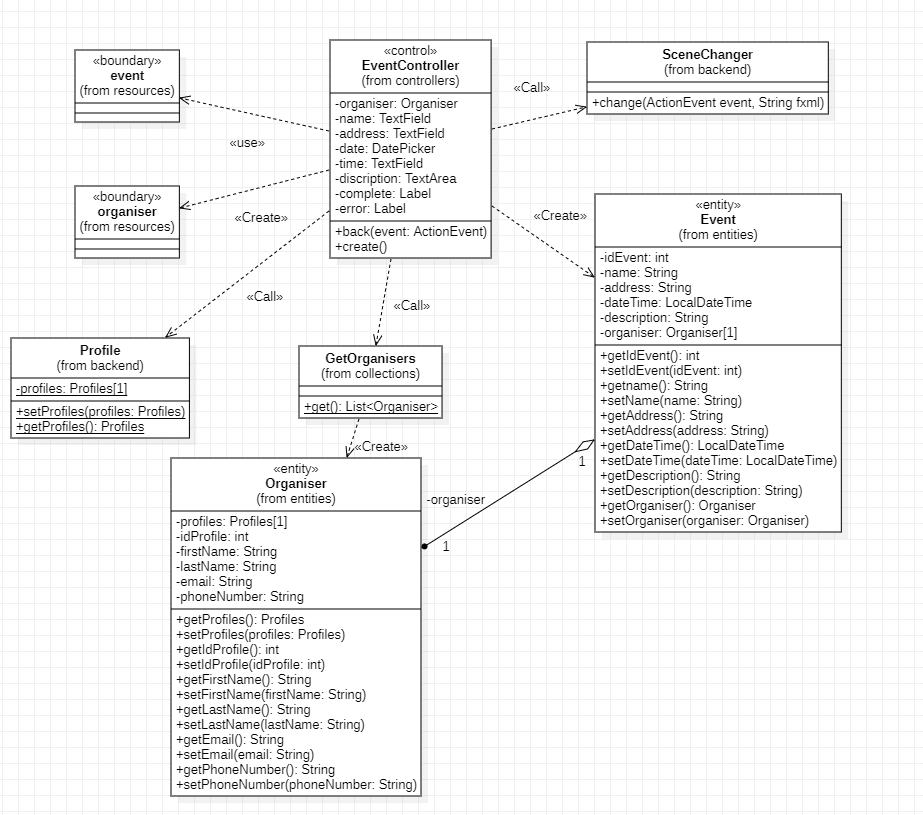 «boundary»
event
(from resources)
«control»
EventController
(from controllers)
-organiser: Organiser
-name: TextField
-address: TextField
-date: DatePicker
-time: TextField
-discription: TextArea
-complete: Label
-error: Label
+back(event: ActionEvent)
+create()
SceneChanger
(from backend)
+change(ActionEvent event, String fxml)
«Call»
«use»
«boundary»
organiser
(from resources)
«Create»
«Create»
«entity»
Event
(from entities)
-idEvent: int
-name: String
-address: String
-dateTime: LocalDateTime
-description: String
-organiser: Organiser[1]
+getIdEvent(): int
+setIdEvent(idEvent: int)
+getname(): String
+setName(name: String)
+getAddress(): String
+setAddress(address: String)
+getDateTime(): LocalDateTime
+setDateTime(dateTime: LocalDateTime)
+getDescription(): String
+setDescription(description: String)
+getOrganiser(): Organiser
+setOrganiser(organiser: Organiser)
«Call»
«Call»
Profile
(from backend)
-profiles: Profiles[1]
+setProfiles(profiles: Profiles)
+getProfiles(): Profiles
GetOrganisers
(from collections)
+get(): List<Organiser>
«Create»
1
-organiser
1
«entity»
Organiser
(from entities)
-profiles: Profiles[1]
-idProfile: int
-firstName: String
-lastName: String
-email: String
-phoneNumber: String
+getProfiles(): Profiles
+setProfiles(profiles: Profiles)
+getIdProfile(): int
+setIdProfile(idProfile: int)
+getFirstName(): String
+setFirstName(firstName: String)
+getLastName(): String
+setLastName(lastName: String)
+getEmail(): String
+setEmail(email: String)
+getPhoneNumber(): String
+setPhoneNumber(phoneNumber: String)